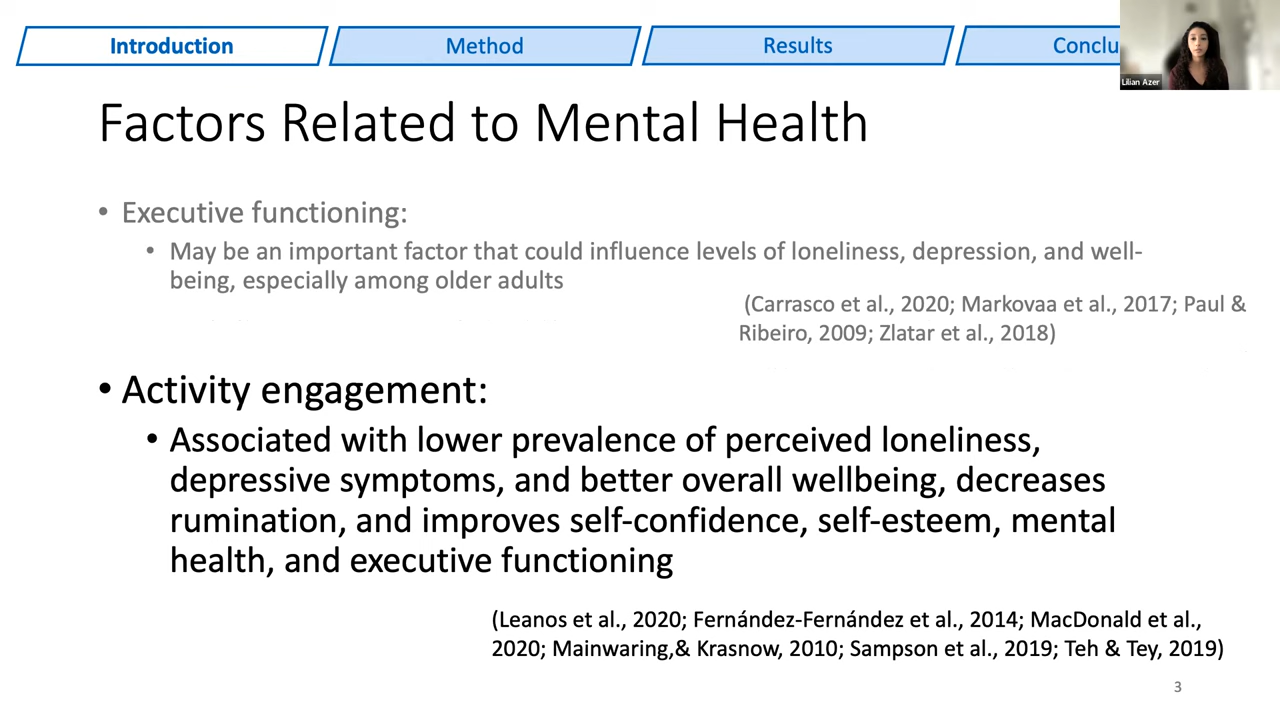 Introduction
Method
Results
Conclu
Lilian Azer
Factors Related to Mental Health
• Executive functioning:
• May be an important factor that could influence levels of loneliness, depression, and well-
being, especially among older adults
(Carrasco et al., 2020; Markovaa et al., 2017; Paul &
Ribeiro, 2009; Zlatar et al., 2018)
• Activity engagement:
• Associated with lower prevalence of perceived loneliness,
depressive symptoms, and better overall wellbeing, decreases
rumination, and improves self-confidence, self-esteem, mental
health, and executive functioning
(Leanos et al., 2020; Fernández-Fernández et al., 2014; MacDonald et al.,
2020; Mainwaring,& Krasnow, 2010; Sampson et al., 2019; Teh & Tey, 2019)
3